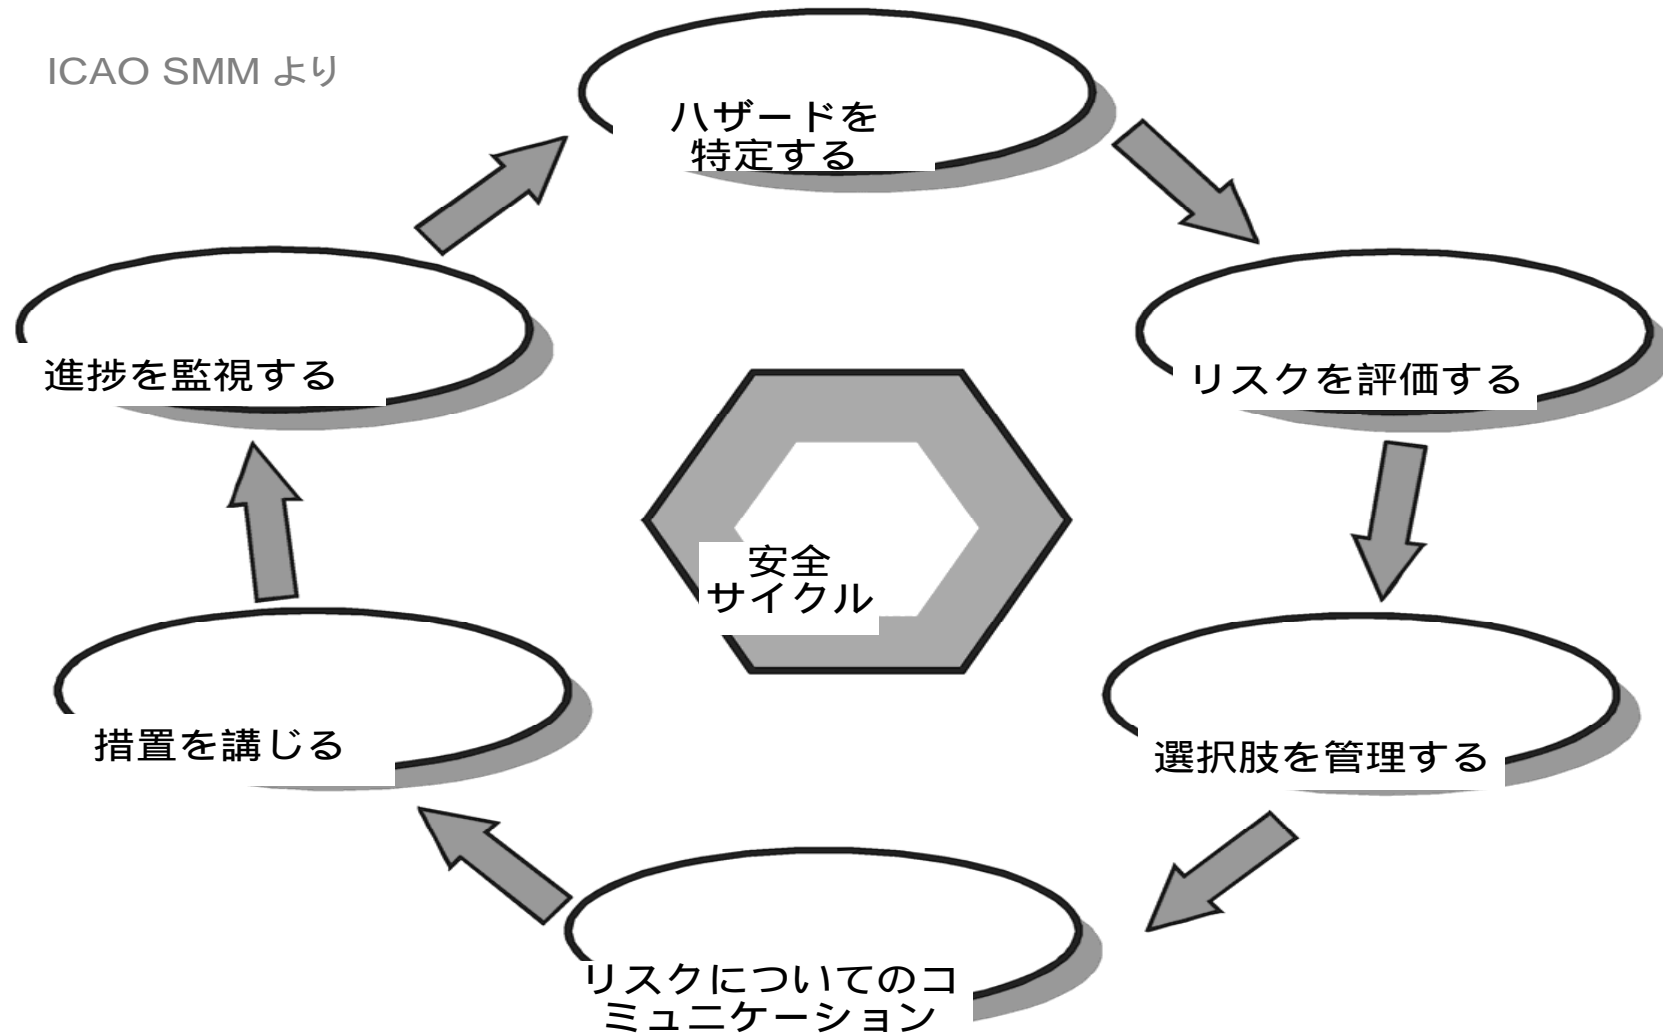 ICAO SMM より
ハザードを
特定する
リスクを評価する
選択肢を管理する
リスクについてのコ
ミュニケーション
措置を講じる
進捗を監視する
安全
サイクル